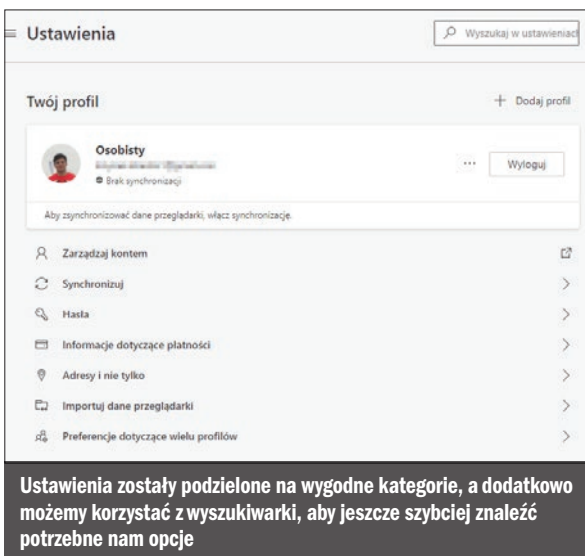 Ustawienia
Wyszukaj w ustawieniach
Twój profil
+ Dodaj profil
Osobisty
Brak synchronizacji
... Wyloguj
Aby zsynchronizować dane przeglądarki, włącz synchronizację.
Zarządzaj kontem
Synchronizuj
Hasła
Informacje dotyczące płatności
Adresy i nie tylko
Importuj dane przeglądarki
Preferencje dotyczące wielu profilów
Ustawienia zostały podzielone na wygodne kategorie, a dodatkowo
możemy korzystać z wyszukiwarki, aby jeszcze szybciej znaleźć
potrzebne nam opcje